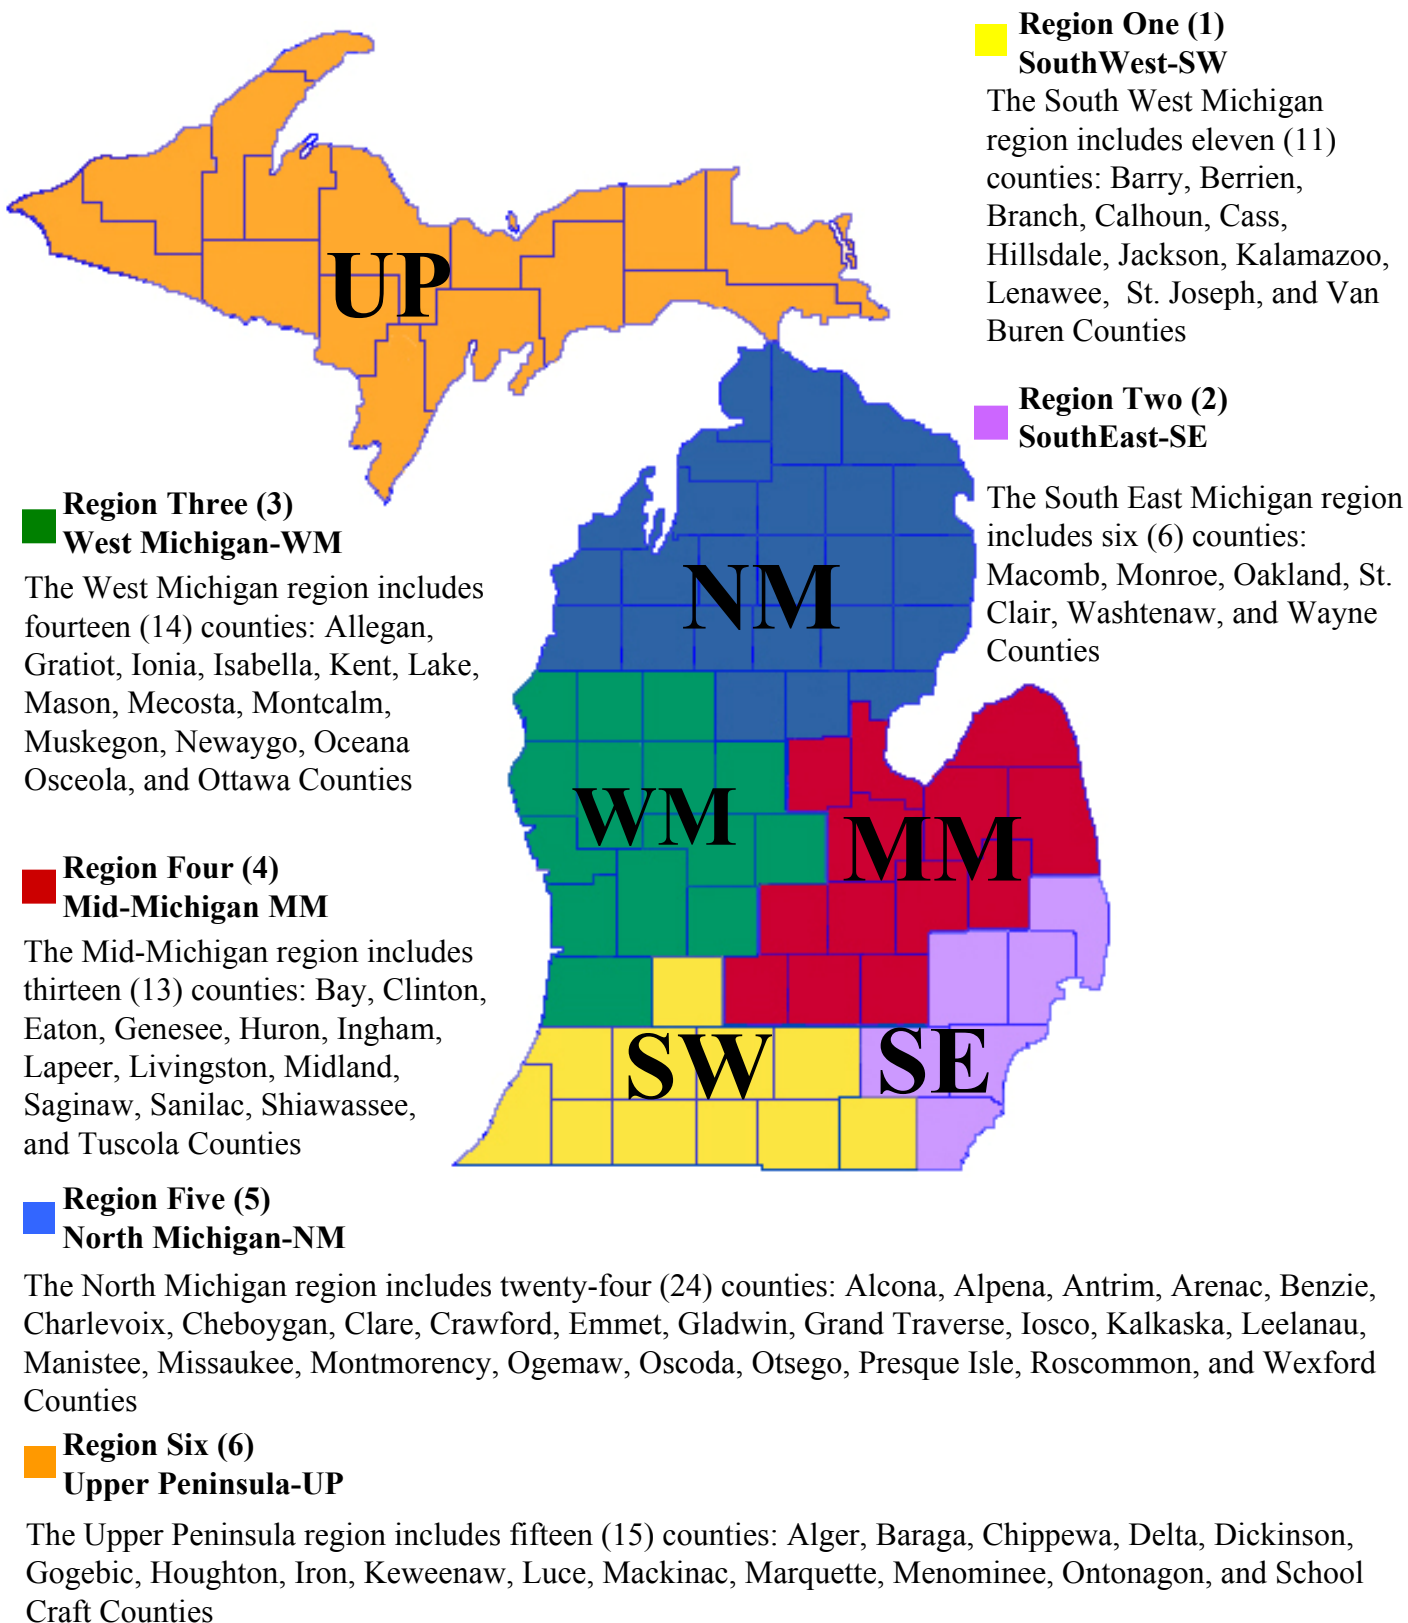 Region One (1)
SouthWest-SW
The South West Michigan
region includes eleven (11)
counties: Barry, Berrien,
Branch, Calhoun, Cass,
Hillsdale, Jackson, Kalamazoo,
Lenawee,  St. Joseph, and Van
Buren Counties
UP
Region Two (2)
SouthEast-SE
The South East Michigan region
includes six (6) counties:
Macomb, Monroe, Oakland, St.
Clair, Washtenaw, and Wayne
Counties
Region Three (3)
West Michigan-WM
The West Michigan region includes
fourteen (14) counties: Allegan,
Gratiot, Ionia, Isabella, Kent, Lake,
Mason, Mecosta, Montcalm,
Muskegon, Newaygo, Oceana
Osceola, and Ottawa Counties
NM
WM
MM
SW
SE
Region Four (4)
Mid-Michigan MM
The Mid-Michigan region includes
thirteen (13) counties: Bay, Clinton,
Eaton, Genesee, Huron, Ingham,
Lapeer, Livingston, Midland,
Saginaw, Sanilac, Shiawassee,
and Tuscola Counties
Region Five (5)
North Michigan-NM
The North Michigan region includes twenty-four (24) counties: Alcona, Alpena, Antrim, Arenac, Benzie,
Charlevoix, Cheboygan, Clare, Crawford, Emmet, Gladwin, Grand Traverse, Iosco, Kalkaska, Leelanau,
Manistee, Missaukee, Montmorency, Ogemaw, Oscoda, Otsego, Presque Isle, Roscommon, and Wexford
Counties
Region Six (6)
Upper Peninsula-UP
The Upper Peninsula region includes fifteen (15) counties: Alger, Baraga, Chippewa, Delta, Dickinson,
Gogebic, Houghton, Iron, Keweenaw, Luce, Mackinac, Marquette, Menominee, Ontonagon, and School
Craft Counties